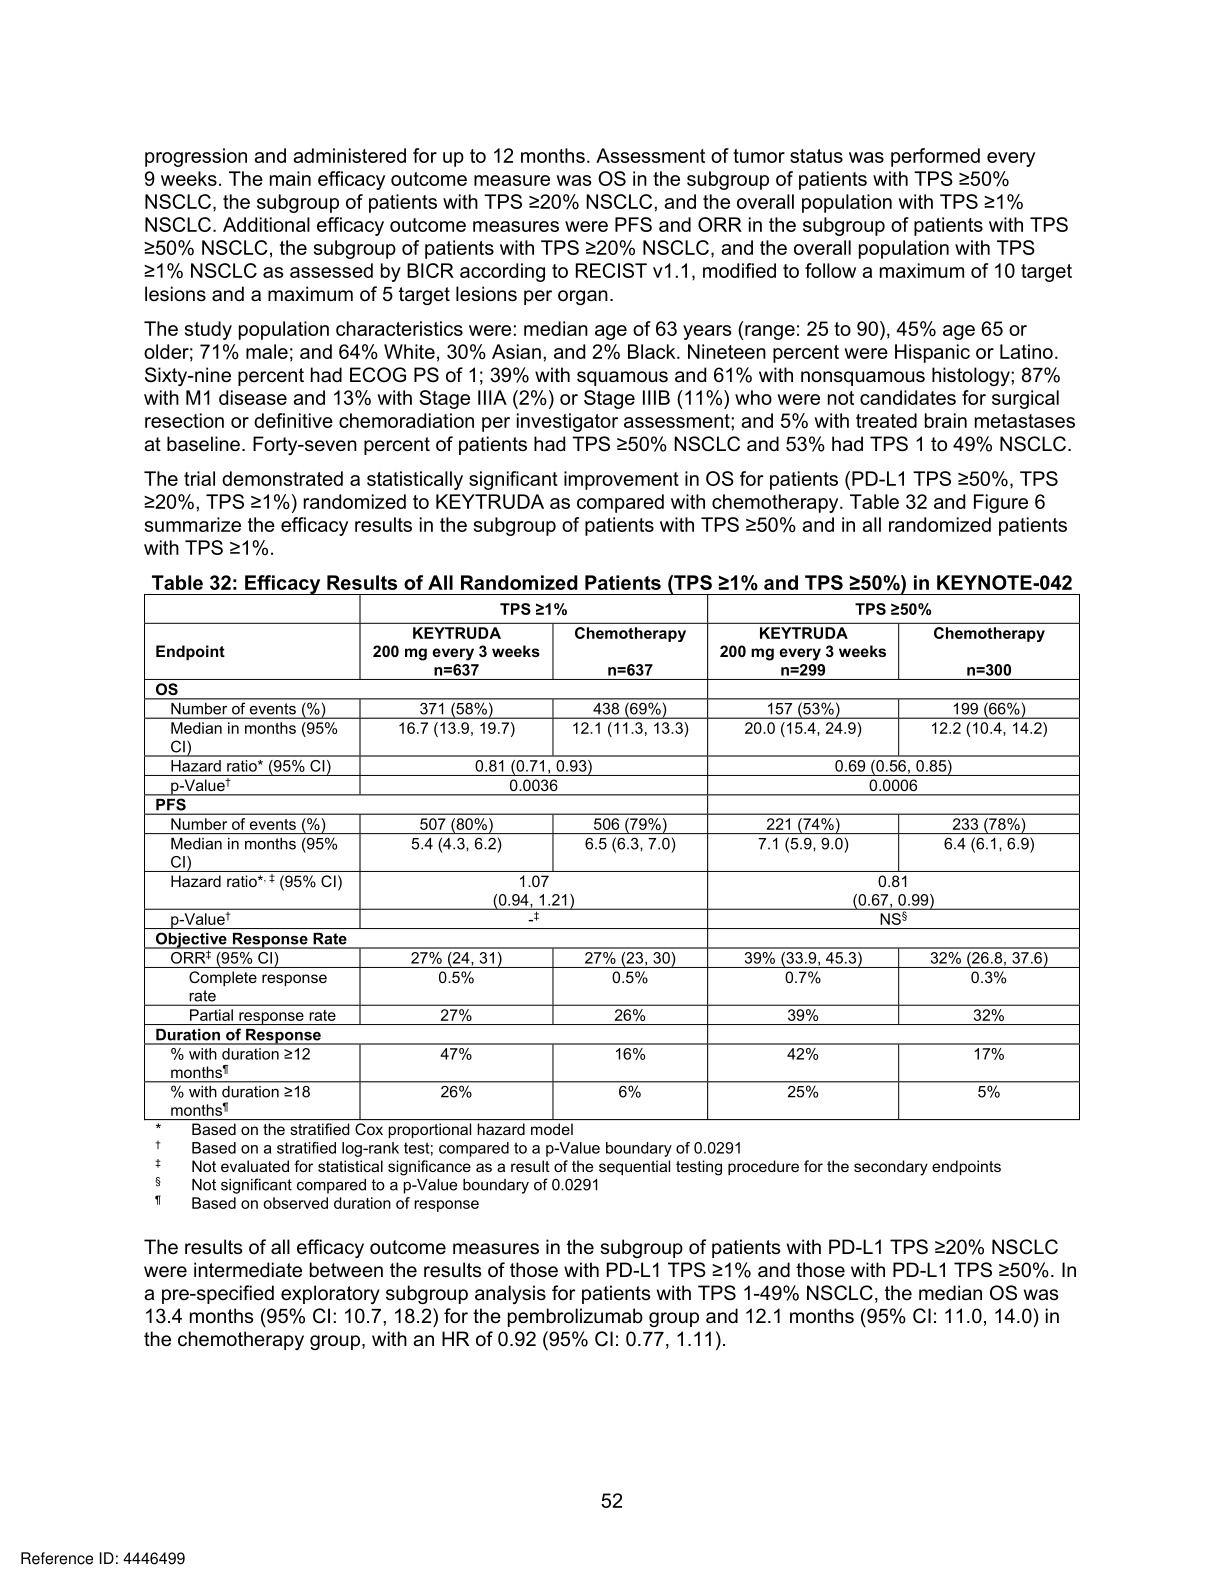 progression and administered for up to 12 months. Assessment of tumor status was performed every
9 weeks. The main efficacy outcome measure was OS in the subgroup of patients with TPS ≥50%
NSCLC, the subgroup of patients with TPS ≥20% NSCLC, and the overall population with TPS ≥1%
NSCLC. Additional efficacy outcome measures were PFS and ORR in the subgroup of patients with TPS
≥50% NSCLC, the subgroup of patients with TPS ≥20% NSCLC, and the overall population with TPS
≥1% NSCLC as assessed by BICR according to RECIST v1.1, modified to follow a maximum of 10 target
lesions and a maximum of 5 target lesions per organ.
The study population characteristics were: median age of 63 years (range: 25 to 90), 45% age 65 or
older; 71% male; and 64% White, 30% Asian, and 2% Black. Nineteen percent were Hispanic or Latino.
Sixty-nine percent had ECOG PS of 1; 39% with squamous and 61% with nonsquamous histology; 87%
with M1 disease and 13% with Stage IIIA (2%) or Stage IIIB (11%) who were not candidates for surgical
resection or definitive chemoradiation per investigator assessment; and 5% with treated brain metastases
at baseline. Forty-seven percent of patients had TPS ≥50% NSCLC and 53% had TPS 1 to 49% NSCLC.
The trial demonstrated a statistically significant improvement in OS for patients (PD-L1 TPS ≥50%, TPS
≥20%, TPS ≥1%) randomized to KEYTRUDA as compared with chemotherapy. Table 32 and Figure 6
summarize the efficacy results in the subgroup of patients with TPS ≥50% and in all randomized patients
with TPS ≥1%.
Table 32: Efficacy Results of All Randomized Patients (TPS ≥1% and TPS ≥50%) in KEYNOTE-042
TPS ≥1% TPS ≥50%
KEYTRUDA Chemotherapy KEYTRUDA Chemotherapy
Endpoint 200 mg every 3 weeks 200 mg every 3 weeks
n=637 n=637 n=299 n=300
OS
Number of events (%) 371 (58%) 438 (69%) 157 (53%) 199 (66%)
Median in months (95% 16.7 (13.9, 19.7) 12.1 (11.3, 13.3) 20.0 (15.4, 24.9) 12.2 (10.4, 14.2)
CI)
Hazard ratio* (95% CI) 0.81 (0.71, 0.93) 0.69 (0.56, 0.85)
p-Value† 0.0036 0.0006
PFS
Number of events (%) 507 (80%) 506 (79%) 221 (74%) 233 (78%)
Median in months (95% 5.4 (4.3, 6.2) 6.5 (6.3, 7.0) 7.1 (5.9, 9.0) 6.4 (6.1, 6.9)
CI)
Hazard ratio*, ‡ (95% CI) 1.07 0.81
(0.94, 1.21) (0.67, 0.99)
p-Value† -‡ NS§
Objective Response Rate
ORR‡ (95% CI) 27% (24, 31) 27% (23, 30) 39% (33.9, 45.3) 32% (26.8, 37.6)
Complete response 0.5% 0.5% 0.7% 0.3%
rate
Partial response rate 27% 26% 39% 32%
Duration of Response
% with duration ≥12 47% 16% 42% 17%
months¶
% with duration ≥18 26% 6% 25% 5%
months¶
* Based on the stratified Cox proportional hazard model
† Based on a stratified log-rank test; compared to a p-Value boundary of 0.0291
‡ Not evaluated for statistical significance as a result of the sequential testing procedure for the secondary endpoints
§ Not significant compared to a p-Value boundary of 0.0291
¶ Based on observed duration of response
The results of all efficacy outcome measures in the subgroup of patients with PD-L1 TPS ≥20% NSCLC
were intermediate between the results of those with PD-L1 TPS ≥1% and those with PD-L1 TPS ≥50%. In
a pre-specified exploratory subgroup analysis for patients with TPS 1-49% NSCLC, the median OS was
13.4 months (95% CI: 10.7, 18.2) for the pembrolizumab group and 12.1 months (95% CI: 11.0, 14.0) in
the chemotherapy group, with an HR of 0.92 (95% CI: 0.77, 1.11).
52
Reference ID: 4446499